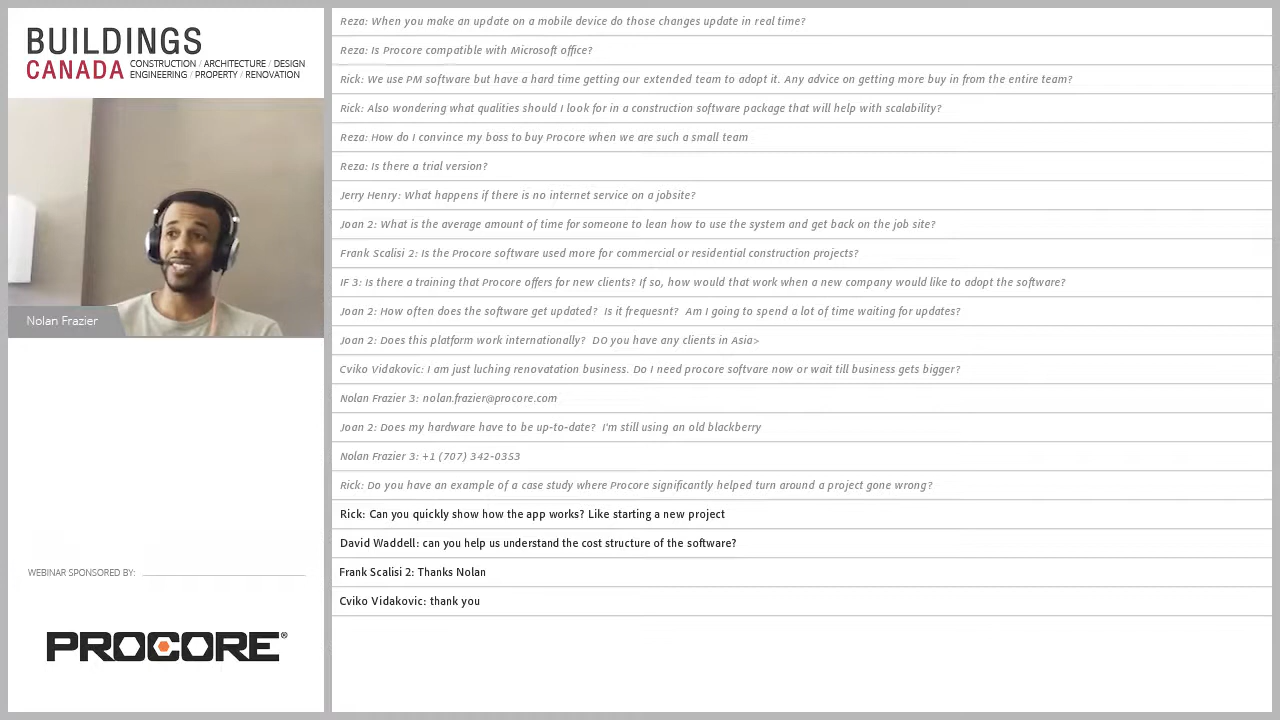 BUILDINGS
CANADA CONSTRUCTION / ARCHITECTURE / DESIGN
ENGINEERING / PROPERTY / RENOVATION
Nolan Frazier
WEBINAR SPONSORED BY:
PROCORE®
Reza: When you make an update on a mobile device do those changes update in real time?
Reza: Is Procore compatible with Microsoft office?
Rick: We use PM software but have a hard time getting our extended team to adopt it. Any advice on getting more buy in from the entire team?
Rick: Also wondering what qualities should I look for in a construction software package that will help with scalability?
Reza: How do I convince my boss to buy Procore when we are such a small team
Reza: Is there a trial version?
Jerry Henry: What happens if there is no internet service on a jobsite?
Joan 2: What is the average amount of time for someone to lean how to use the system and get back on the job site?
Frank Scalisi 2: Is the Procore software used more for commercial or residential construction projects?
IF 3: Is there a training that Procore offers for new clients? If so, how would that work when a new company would like to adopt the software?
Joan 2: How often does the software get updated?  Is it frequesnt?  Am I going to spend a lot of time waiting for updates?
Joan 2: Does this platform work internationally?  DO you have any clients in Asia>
Cviko Vidakovic: I am just luching renovatation business. Do I need procore softvare now or wait till business gets bigger?
Nolan Frazier 3: nolan.frazier@procore.com
Joan 2: Does my hardware have to be up-to-date?  I'm still using an old blackberry
Nolan Frazier 3: +1 (707) 342-0353
Rick: Do you have an example of a case study where Procore significantly helped turn around a project gone wrong?
Rick: Can you quickly show how the app works? Like starting a new project
David Waddell: can you help us understand the cost structure of the software?
Frank Scalisi 2: Thanks Nolan
Cviko Vidakovic: thank you